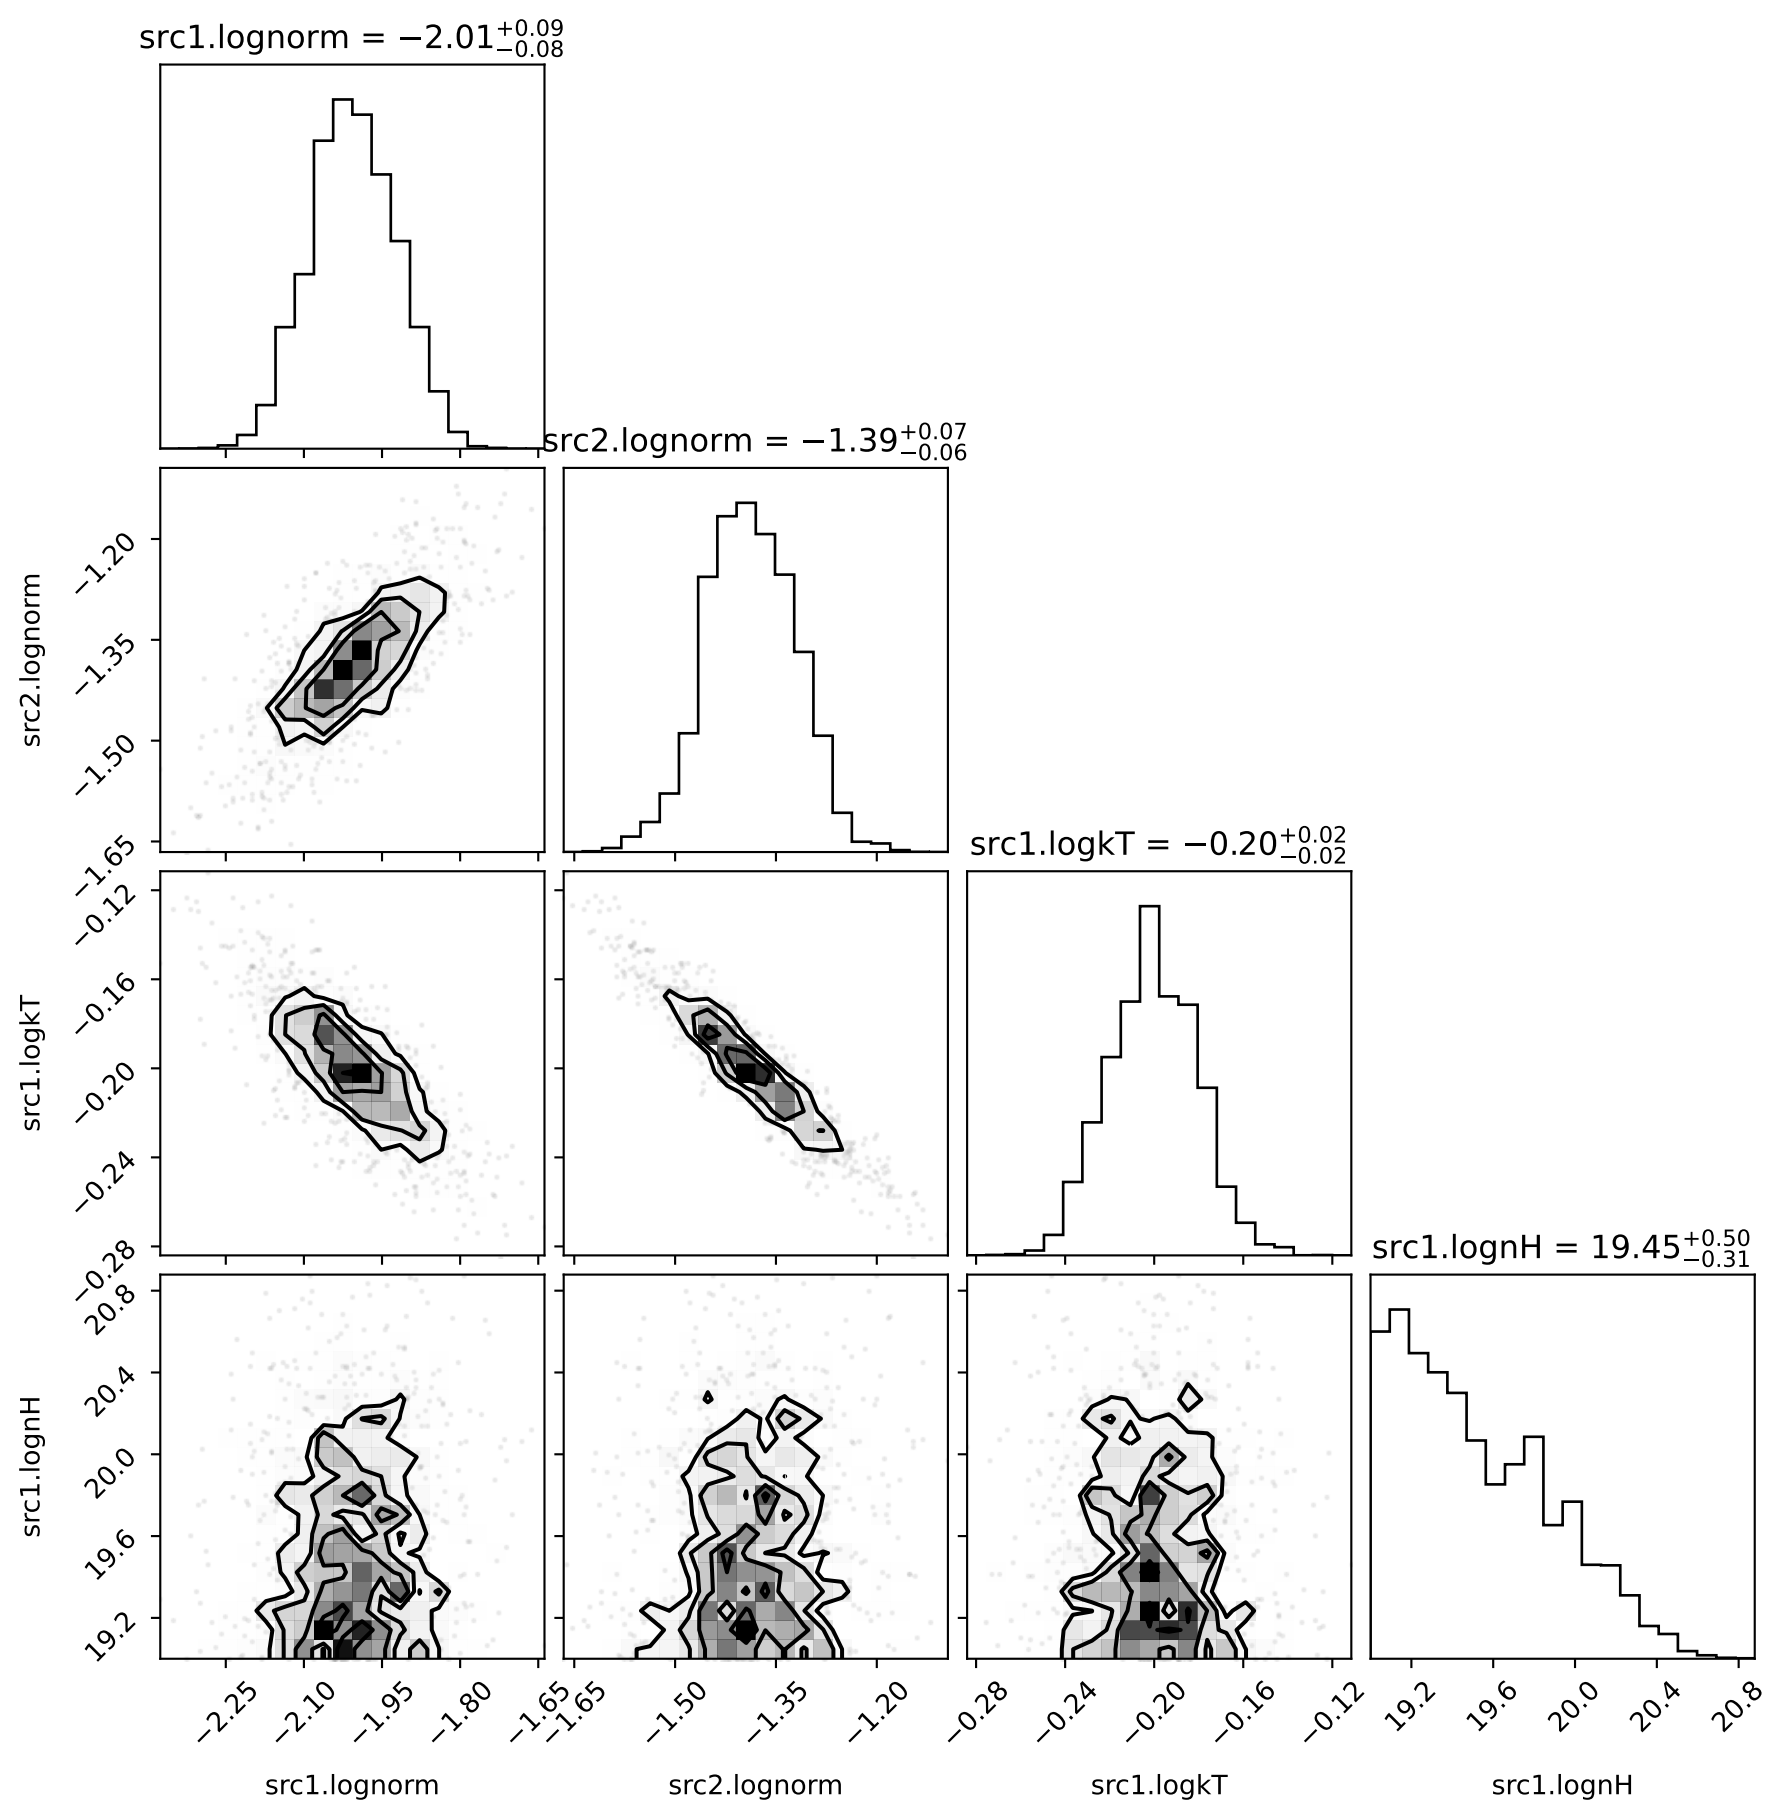 src1.lognorm = −2.01+0.09 −0.08
src2.lognorm = −1.39+0.07 −0.06
src2.lognorm
−1.20
−1.35
−1.50
−1.65
src1.logkT = −0.20+0.02 −0.02
src1.logkT
−0.12
−0.16
−0.20
−0.24
−0.28
src1.lognH = 19.45+0.50 −0.31
src1.lognH
20.8
20.4
20.0
19.6
19.2
−2.25 −2.10 −1.95 −1.80 −1.65
−1.65 −1.50 −1.35 −1.20
−0.28 −0.24 −0.20 −0.16 −0.12
19.2 19.6 20.0 20.4 20.8
src1.lognorm
src2.lognorm
src1.logkT
src1.lognH